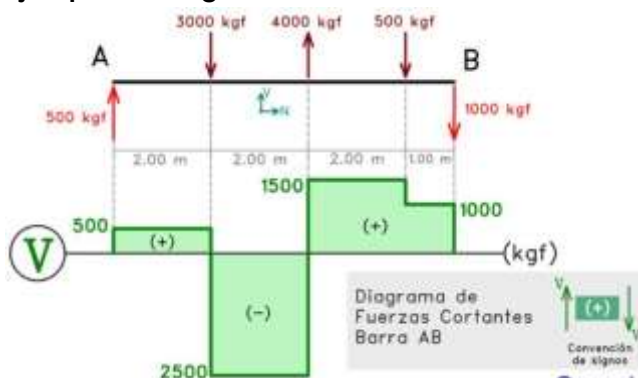 3000 kgf 4000 kgf 500 kgf
A B
V
N
500 kgf 1000 kgf
2.00 m 2.00 m 2.00 m 1.00 m
1500
500 1000
(+) (+)
V (kgf)
(-)
2500
Diagrama de
Fuerzas Cortantes
Barra AB
V (+) V
Convención
de signos